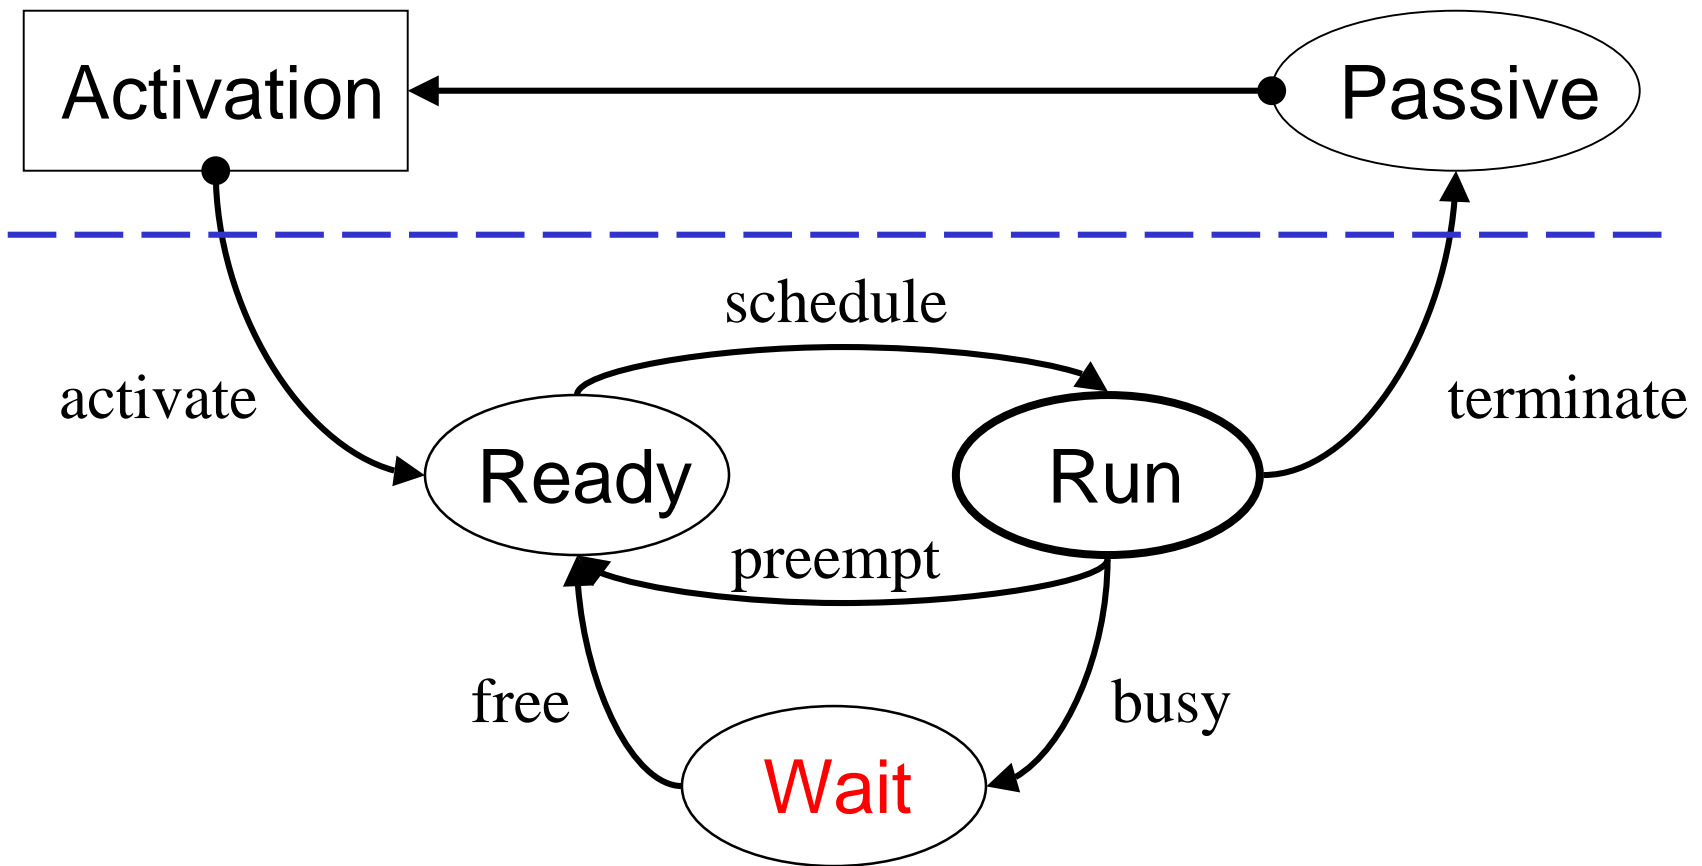 Activation
Passive
schedule
activate
terminate
Ready
Run
preempt
free
busy
Wait